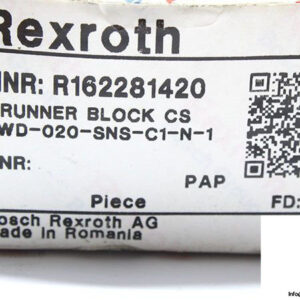 Rexroth
MNR: R162281420
RUNNER BLOCK CS
WD-020-SNS-C1-N-1
NR:
PAP
Piece
FD:
osch Rexroth AG
ade in Romania